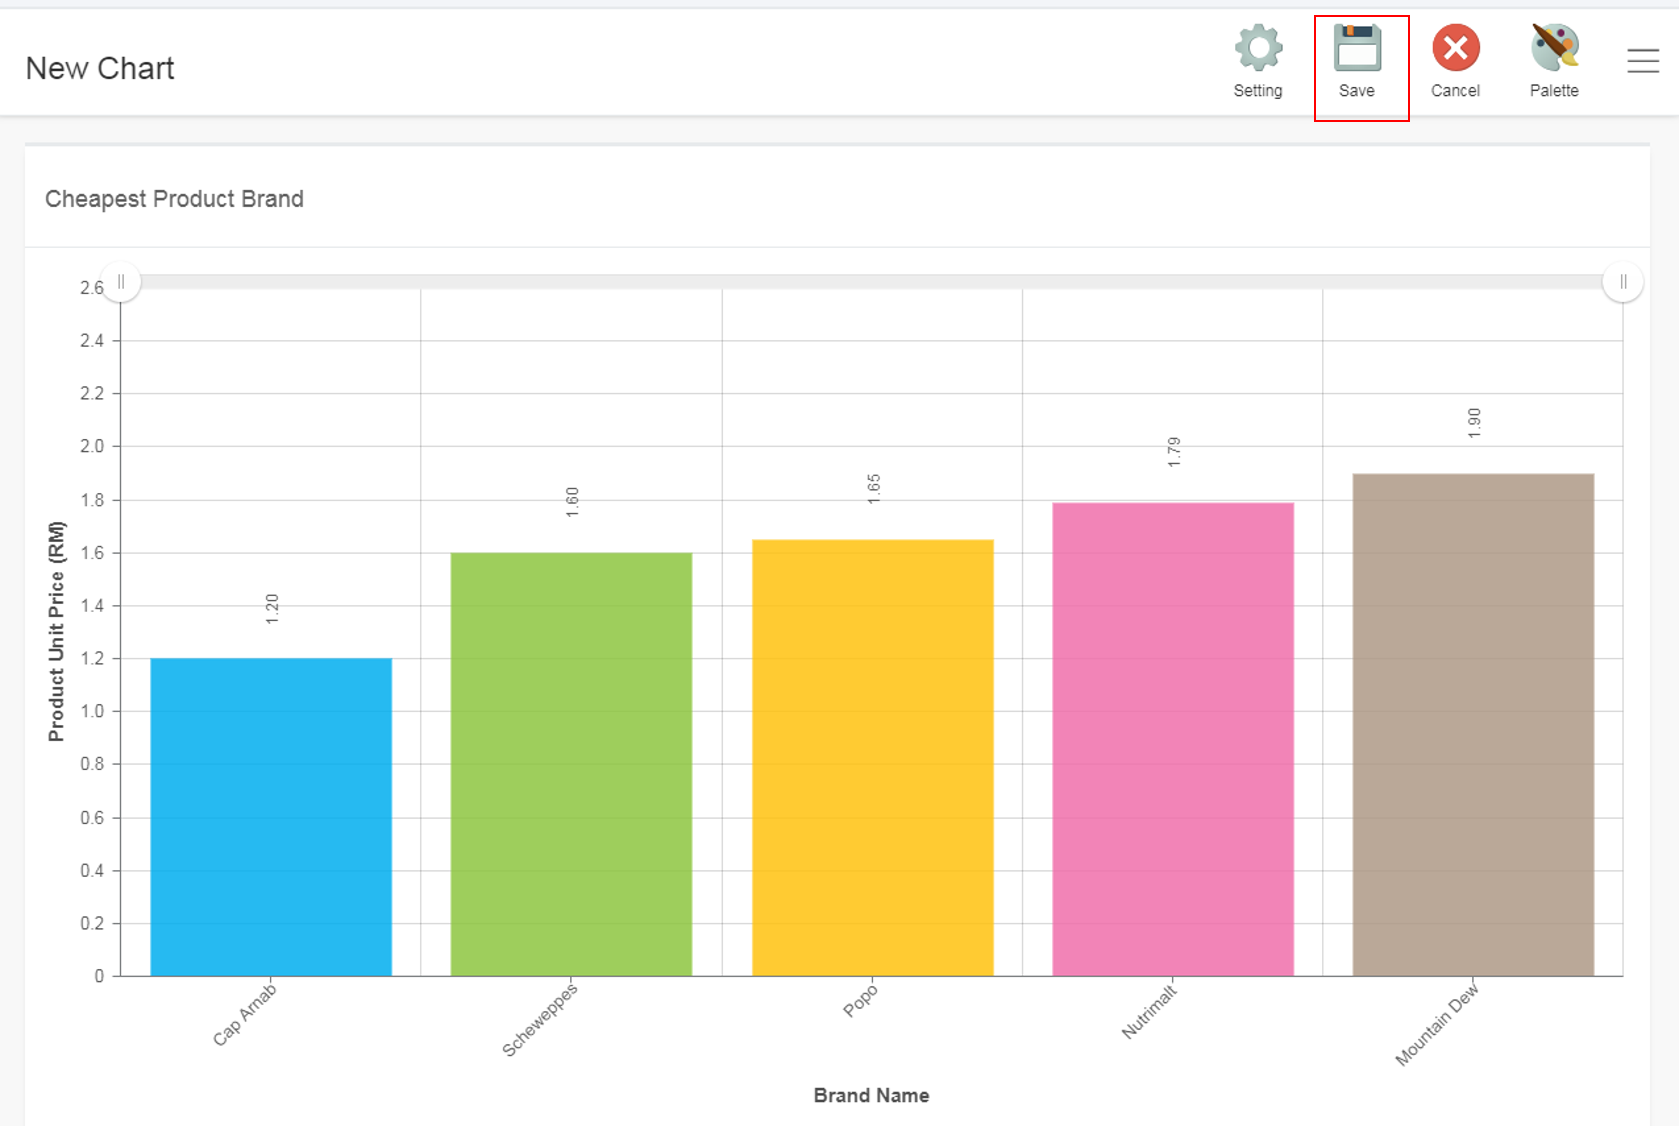 New Chart
Setting
Save
Cancel
Palette
Cheapest Product Brand
2.6
2.4
2.2
2.0
1.8
1.6
1.4
1.2
1.0
0.8
0.6
0.4
0.2
0
Product Unit Price (RM)
1.20
1.60
1.65
1.79
1.90
Cap Arnab
Scheweppes
Popo
Nutrimalt
Mountain Dew
Brand Name